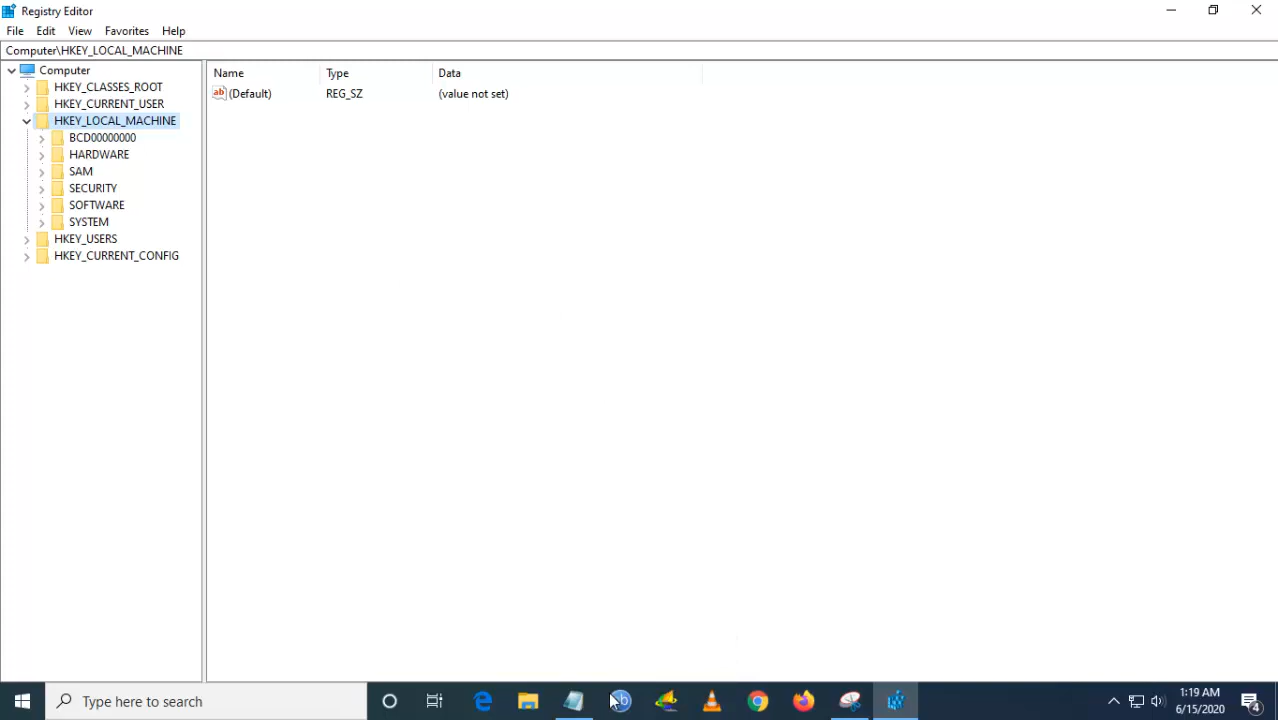 Registry Editor
File Edit View Favorites Help
Computer\HKEY_LOCAL_MACHINE
Computer
HKEY_CLASSES_ROOT
HKEY_CURRENT_USER
HKEY_LOCAL_MACHINE
BCD00000000
HARDWARE
SAM
SECURITY
SOFTWARE
SYSTEM
HKEY_USERS
HKEY_CURRENT_CONFIG
Name Type Data
ab (Default) REG_SZ (value not set)
Type here to search
b
1:19 AM
6/15/2020
4